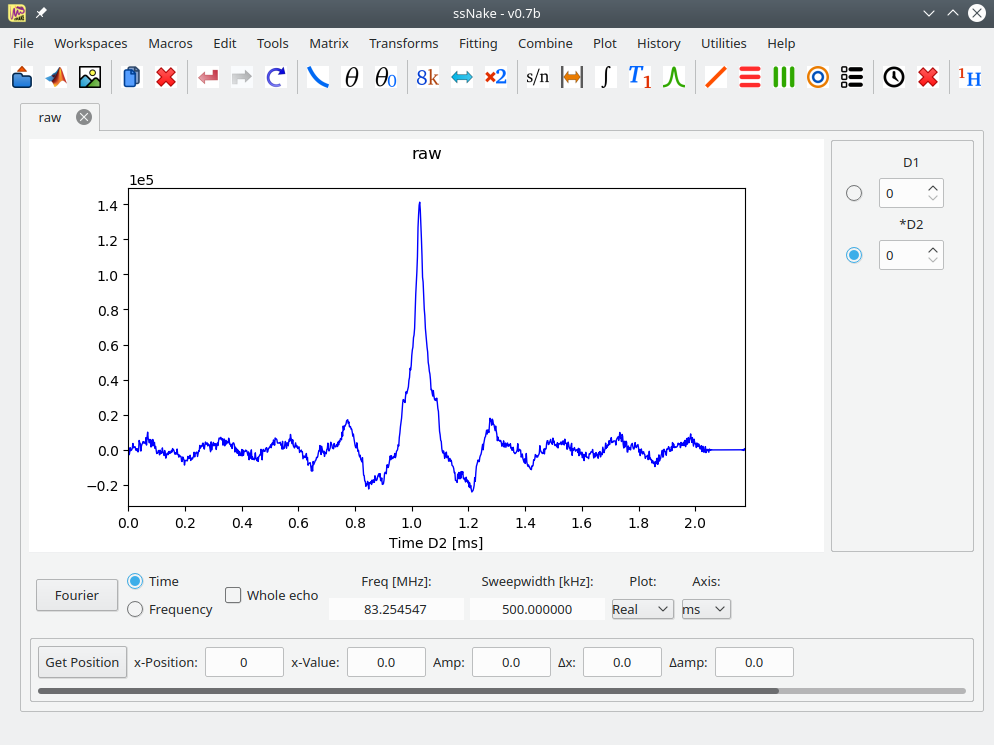 ssNake - v0.7b
File Workspaces Macros Edit Tools Matrix Transforms Fitting Combine Plot History Utilities Help
θ θ0 8k ×2 s/n ∫ T1 1H
raw
raw
D1
0
*D2
0
1e5
1.4
1.2
1.0
0.8
0.6
0.4
0.2
0.0
−0.2
0.0 0.2 0.4 0.6 0.8 1.0 1.2 1.4 1.6 1.8 2.0
Time D2 [ms]
Fourier
Time
Frequency
Whole echo
Freq [MHz]: Sweepwidth [kHz]: Plot: Axis:
83.254547 500.000000 Real ms
Get Position x-Position: 0 x-Value: 0.0 Amp: 0.0 Δx: 0.0 Δamp: 0.0